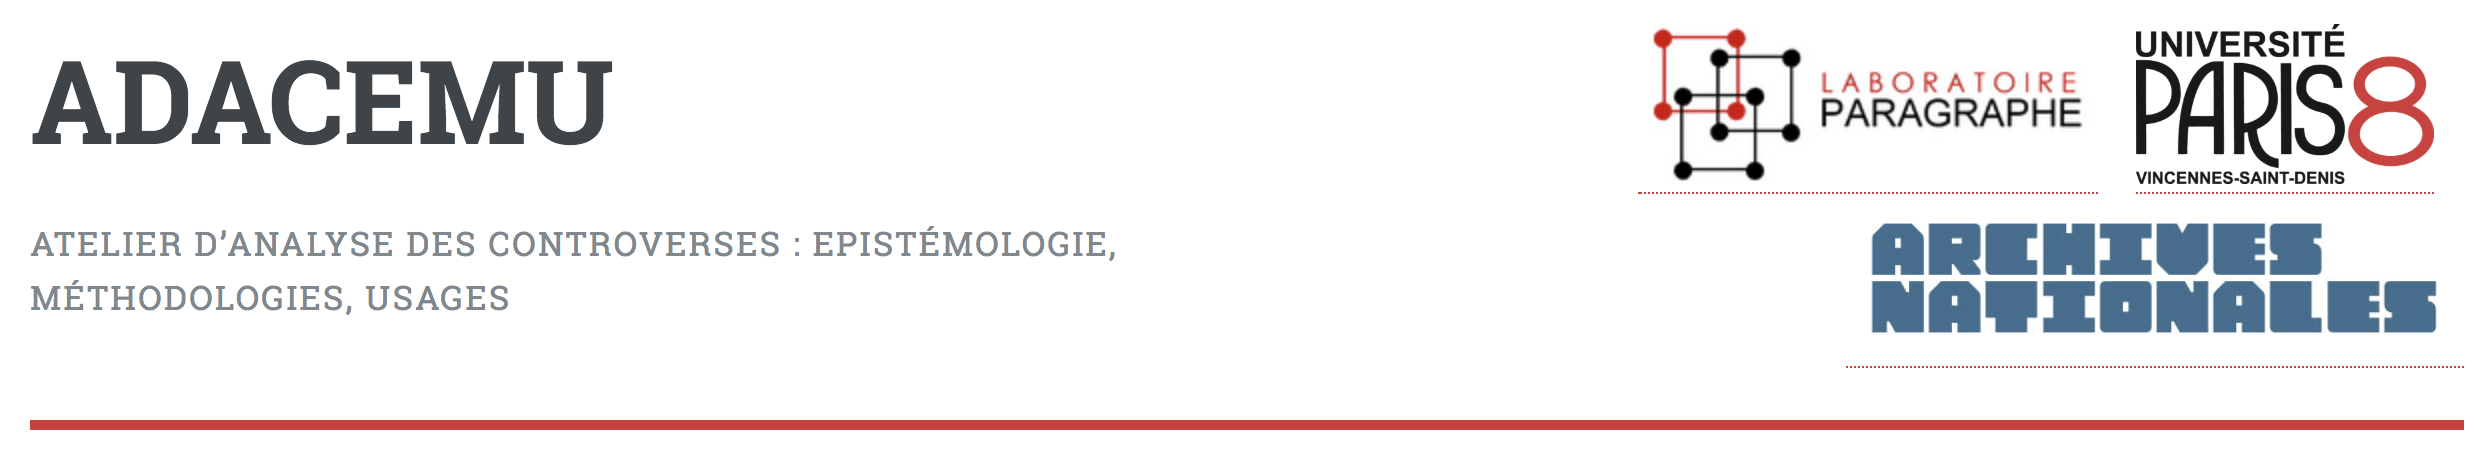 ADACEMU
ATELIER D’ANALYSE DES CONTROVERSES : EPISTÉMOLOGIE,
MÉTHODOLOGIES, USAGES
LABORATOIRE
PARAGRAPHE
UNIVERSITÉ
PARIS8
VINCENNES-SAINT-DENIS
ARCHIVES
NATIONALES